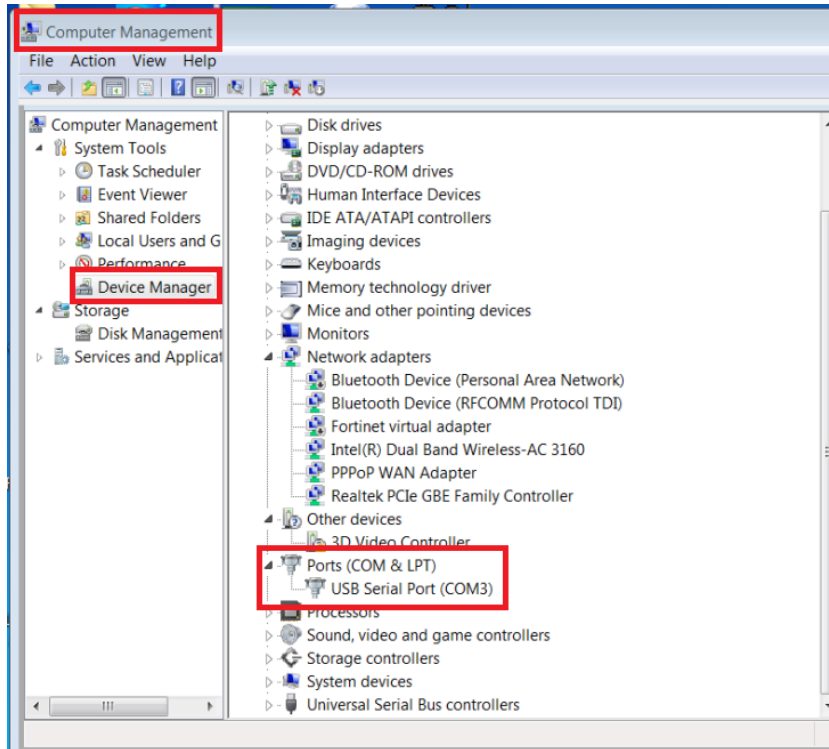 Computer Management
File Action View Help
Computer Management
System Tools
Task Scheduler
Event Viewer
Shared Folders
Local Users and G
Performance
Device Manager
Storage
Disk Management
Services and Applicat
Disk drives
Display adapters
DVD/CD-ROM drives
Human Interface Devices
IDE ATA/ATAPI controllers
Imaging devices
Keyboards
Memory technology driver
Mice and other pointing devices
Monitors
Network adapters
Bluetooth Device (Personal Area Network)
Bluetooth Device (RFCOMM Protocol TDI)
Fortinet virtual adapter
Intel(R) Dual Band Wireless-AC 3160
PPPoP WAN Adapter
Realtek PCIe GBE Family Controller
Other devices
3D Video Controller
Ports (COM & LPT)
USB Serial Port (COM3)
Processors
Sound, video and game controllers
Storage controllers
System devices
Universal Serial Bus controllers